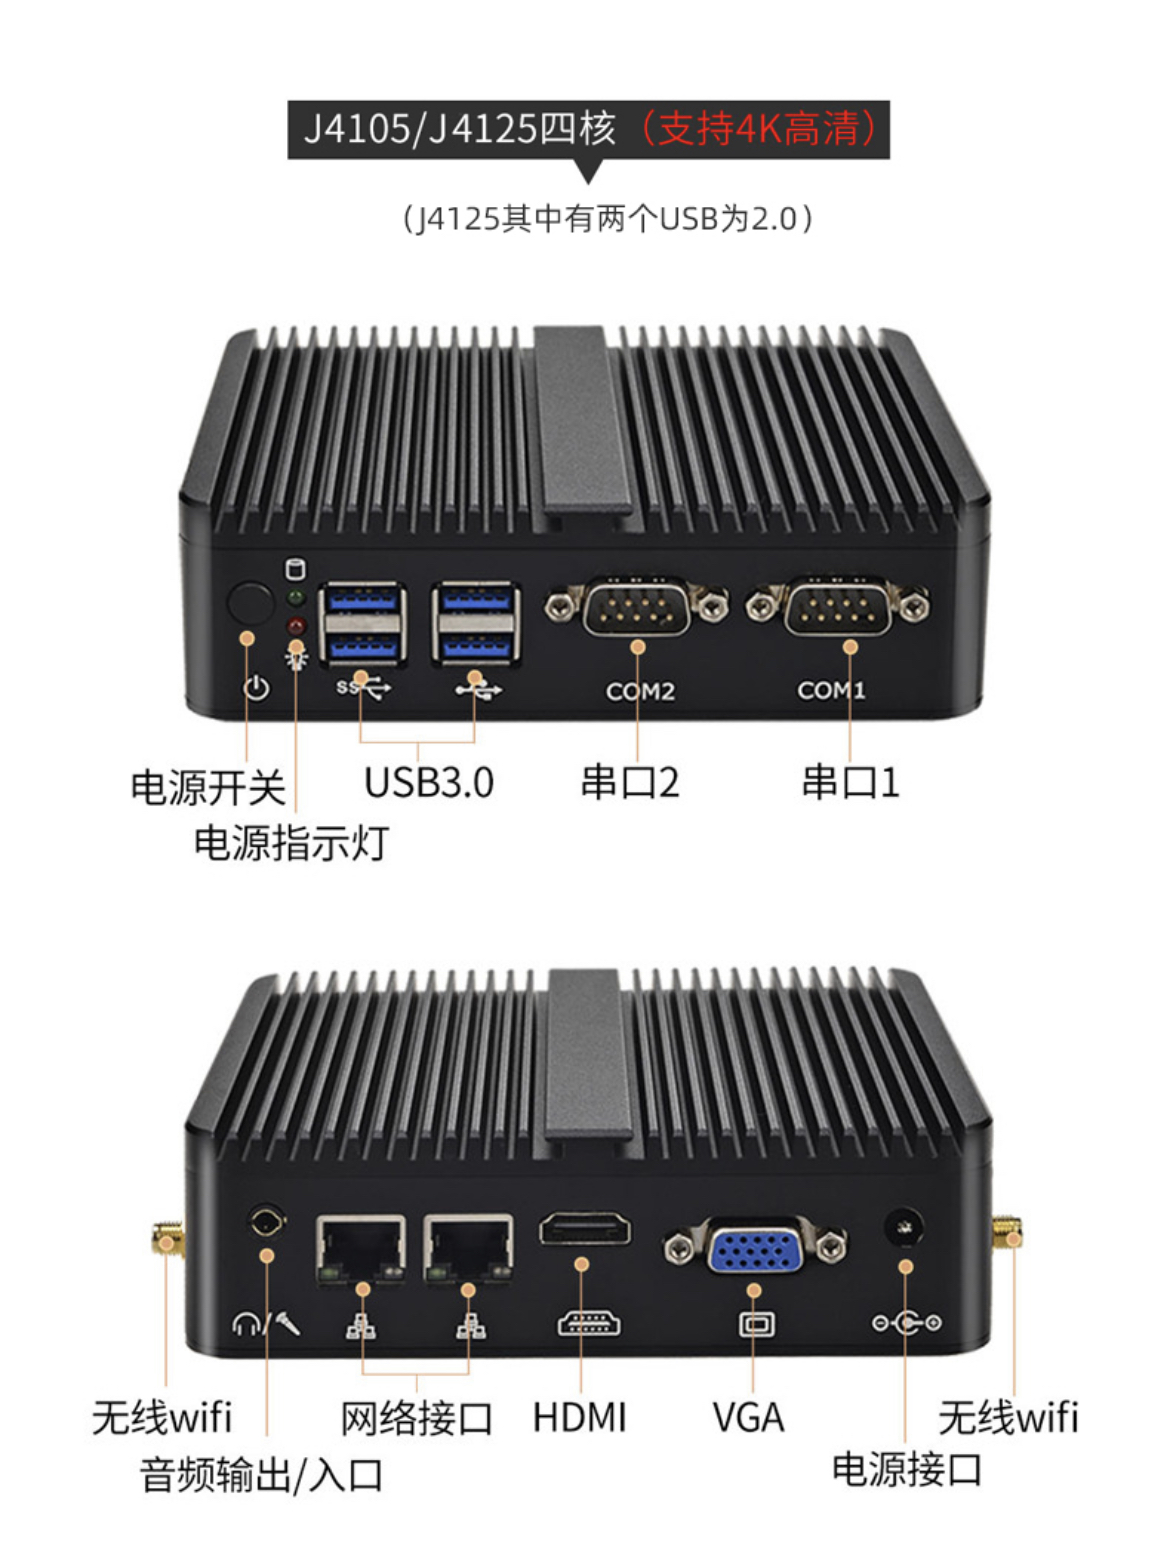 J4105/J4125四核（支持4K高清）
（J4125其中有两个USB为2.0）
SS
COM2
COM1
电源开关
USB3.0
串口2
串口1
电源指示灯
无线wifi
网络接口
HDMI
VGA
无线wifi
音频输出/入口
电源接口